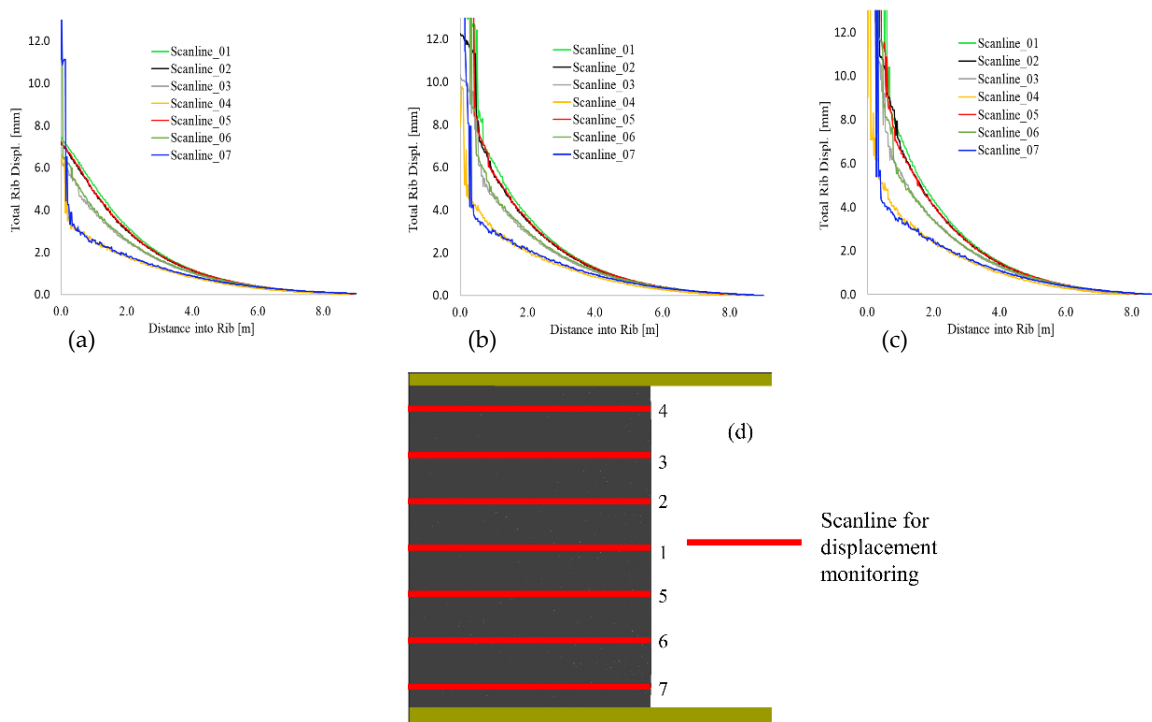 Total Rib Displ. [mm]
12.0
10.0
8.0
6.0
4.0
2.0
0.0
Scanline_01
Scanline_02
Scanline_03
Scanline_04
Scanline_05
Scanline_06
Scanline_07
0.0 2.0 4.0 6.0 8.0
Distance into Rib [m]
(a)
Total Rib Displ. [mm]
12.0
10.0
8.0
6.0
4.0
2.0
0.0
Scanline_01
Scanline_02
Scanline_03
Scanline_04
Scanline_05
Scanline_06
Scanline_07
0.0 2.0 4.0 6.0 8.0
Distance into Rib [m]
(b)
Total Rib Displ. [mm]
12.0
10.0
8.0
6.0
4.0
2.0
0.0
Scanline_01
Scanline_02
Scanline_03
Scanline_04
Scanline_05
Scanline_06
Scanline_07
0.0 2.0 4.0 6.0 8.0
Distance into Rib [m]
(c)
4
3
2
1
5
6
7
(d)
Scanline for
displacement
monitoring